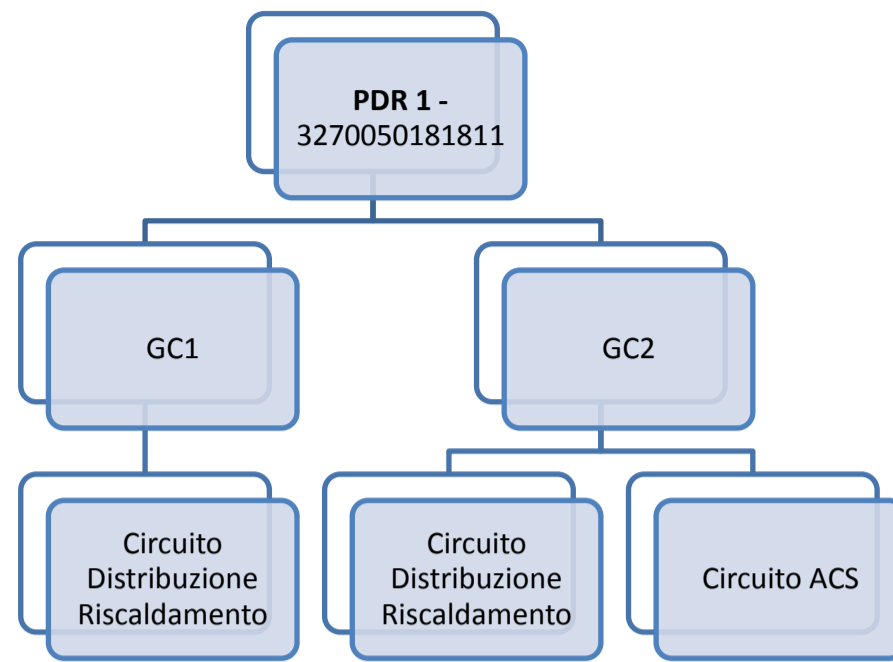 PDR 1 -
3270050181811
GC1
GC2
Circuito
Distribuzione
Riscaldamento
Circuito
Distribuzione
Riscaldamento
Circuito ACS